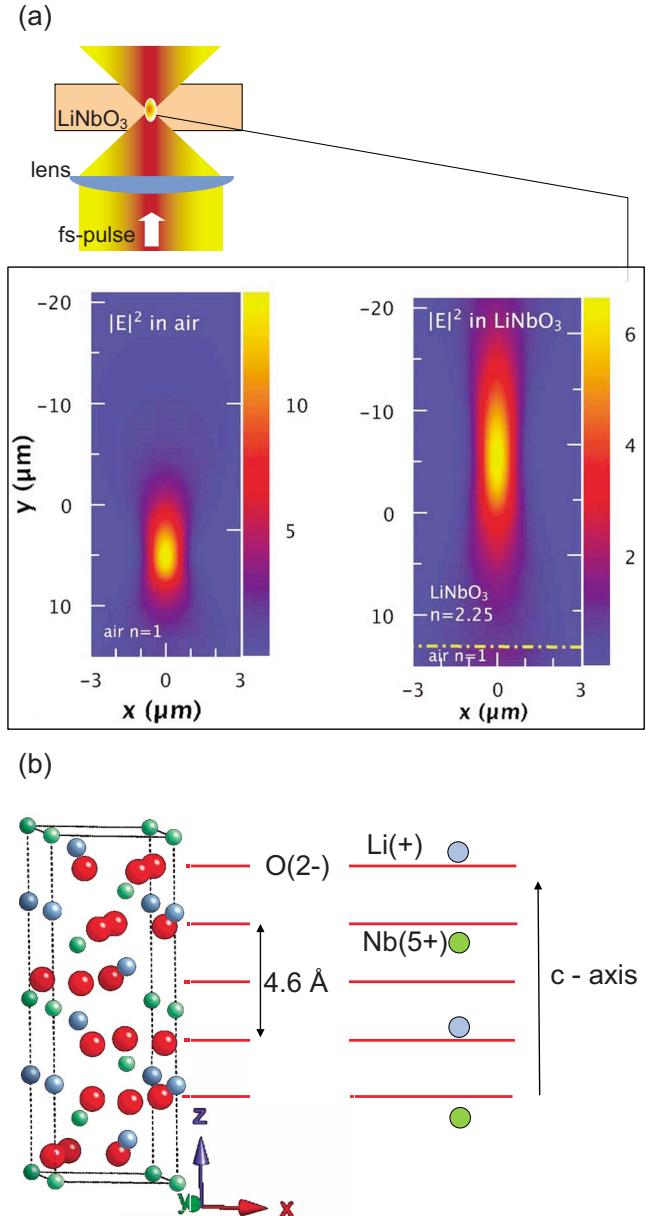 (a)
LiNbO₃
lens
fs-pulse
|E|² in air
|E|² in LiNbO₃
-20
-10
0
10
y (μm)
10
5
air n=1
-3
0
3
x (μm)
-20
-10
0
10
6
4
2
LiNbO₃
n=2.25
air n=1
-3
0
3
x (μm)
(b)
O(2-)
Li(+)
Nb(5+)
4.6 Å
c - axis
z
y
x